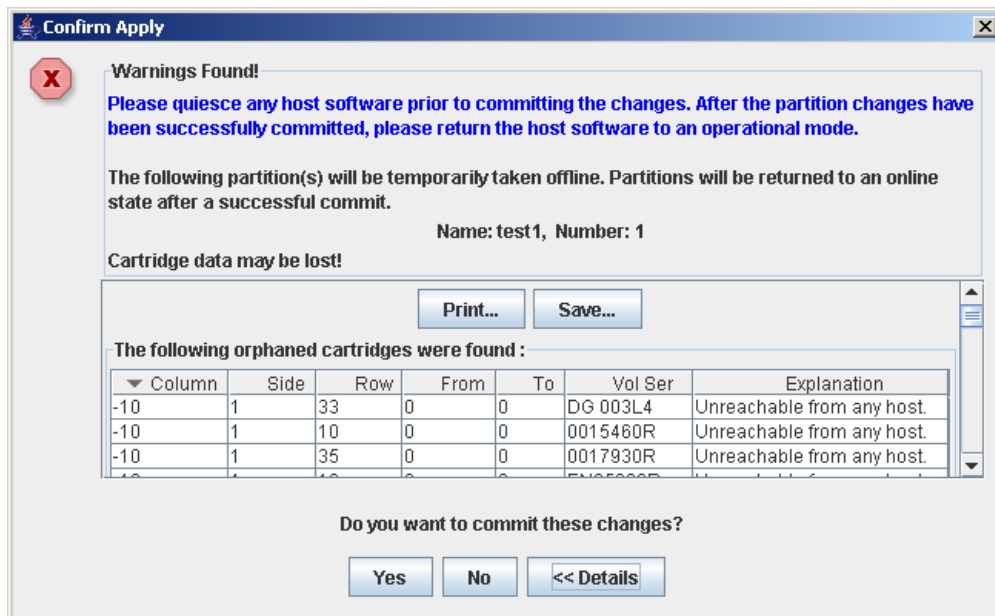 Confirm Apply
Warnings Found!
Please quiesce any host software prior to committing the changes. After the partition changes have
been successfully committed, please return the host software to an operational mode.
The following partition(s) will be temporarily taken offline. Partitions will be returned to an online
state after a successful commit.
Name: test1, Number: 1
Cartridge data may be lost!
Print... Save...
The following orphaned cartridges were found :
Column Side Row From To Vol Ser Explanation
-10 1 33 0 0 DG 003L4 Unreachable from any host.
-10 1 10 0 0 0015460R Unreachable from any host.
-10 1 35 0 0 0017930R Unreachable from any host.
Do you want to commit these changes?
Yes No << Details